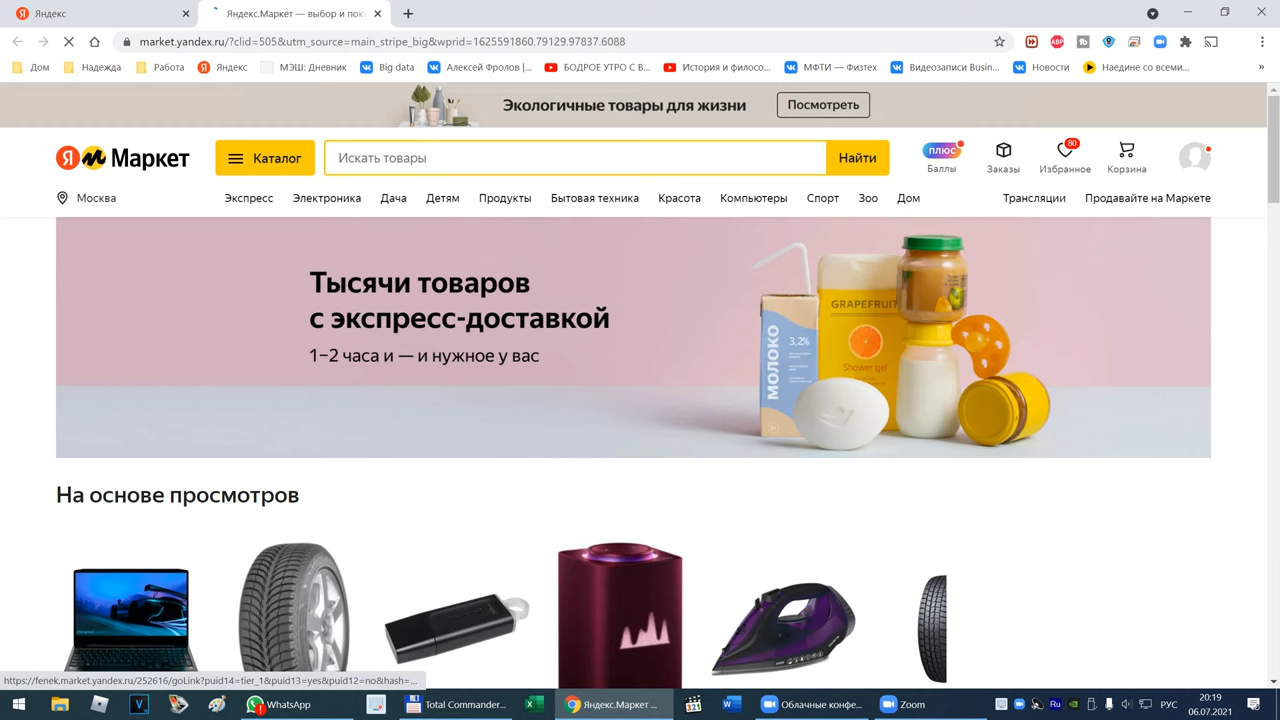 Яндекс
Яндекс.Маркет — выбор и поку
market.yandex.ru/?clid=505&utm_source=main_stripe_big&wprid=1625591860.79129.97837.6088
Дом Надежда Работа Яндекс МЭШ: Дневник Big data Алексей Фролов |... БОДРОЕ УТРО С В... История и филосо... МФТИ — Физтех Видеозаписи Busin... Новости Наедине со всеми... »
Экологичные товары для жизни Посмотреть
Я М Маркет Каталог Искать товары Найти
плюс 80
Баллы Заказы Избранное Корзина
Москва Экспресс Электроника Дача Детям Продукты Бытовая техника Красота Компьютеры Спорт Зоо Дом Трансляции Продавайте на Маркете
Тысячи товаров
с экспресс-доставкой
1–2 часа и — и нужное у вас
МОЛОКО
3,2%
GRAPEFRUIT
Shower gel
На основе просмотров
https://fenek.market.yandex.ru/252616/goLink?puid14=tier_1&puid13=yes&puid12=no&hash=...
WhatsApp Total Commander... Яндекс.Маркет ... Облачные конфе... Zoom Ru РУС 20:19
06.07.2021